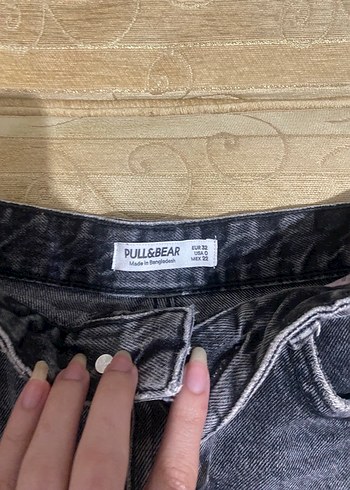 PULL&BEAR
Made in Bangladesh
EUR 32
USA 0
MEX 22